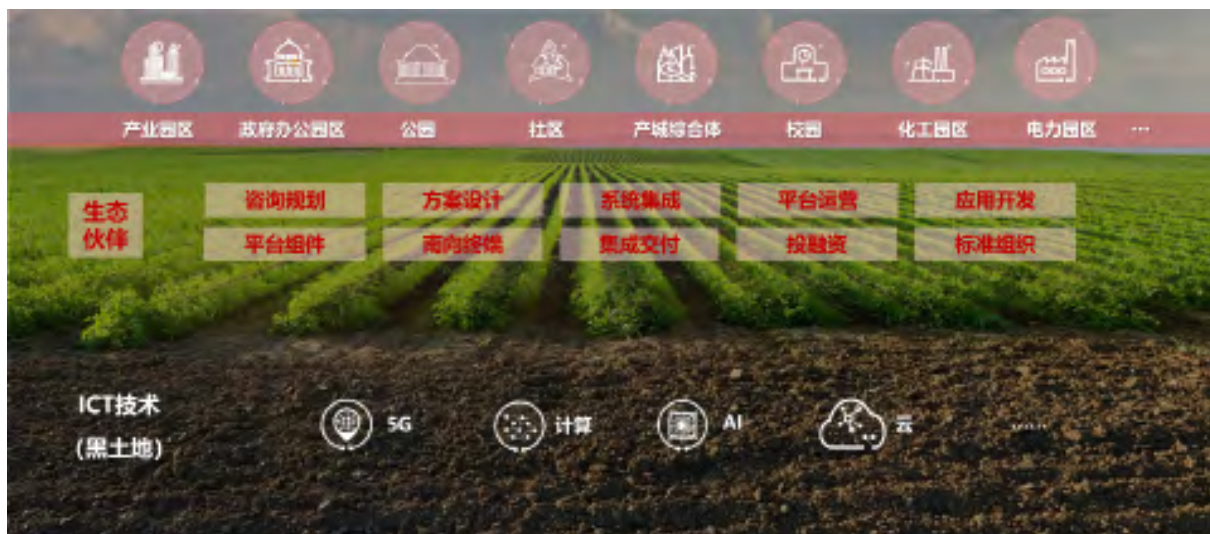 产业园区 政府办公园区 公园 社区 产城综合体 校园 化工园区 电力园区 ...
生态
伙伴
咨询规划 方案设计 系统集成 平台运营 应用开发
平台组件 南向终端 集成交付 投融资 标准组织
ICT技术
(黑土地)
5G 计算 AI 云 ......